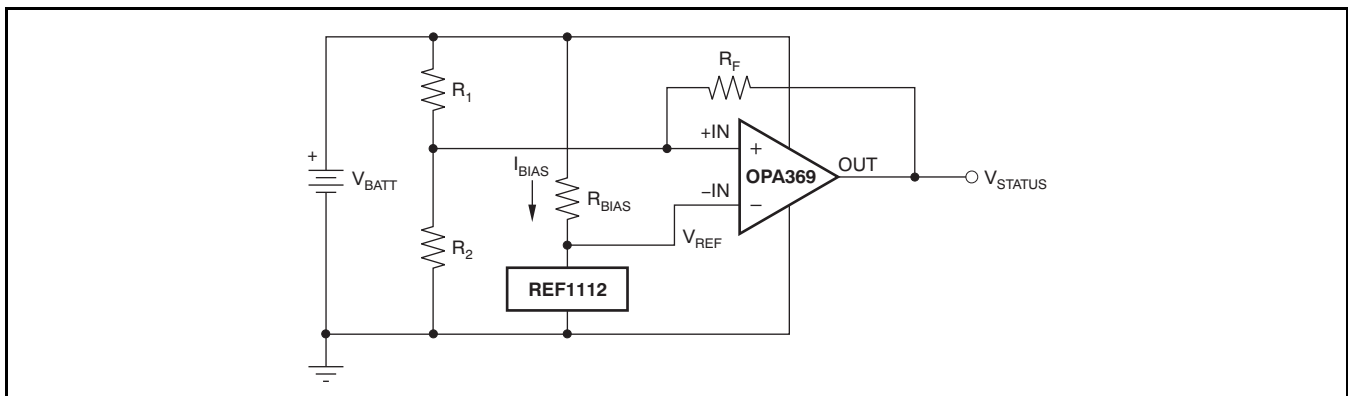 R_F
R_1
+IN
+
+
I_BIAS
OPA369
OUT
V_BATT
V_STATUS
R_BIAS
−IN
−
R_2
V_REF
REF1112